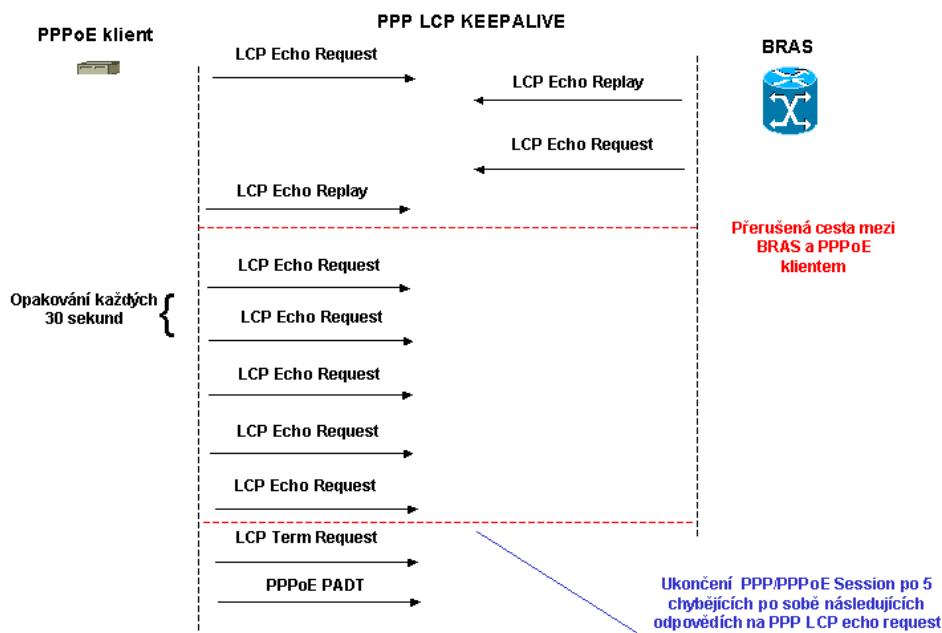 PPP LCP KEEPALIVE
PPPoE klient
BRAS
LCP Echo Request
LCP Echo Replay
LCP Echo Request
LCP Echo Replay
Přerušená cesta mezi
BRAS a PPPoE
klientem
LCP Echo Request
Opakování každých
30 sekund
LCP Echo Request
LCP Echo Request
LCP Echo Request
LCP Echo Request
LCP Term Request
PPPoE PADT
Ukončení PPP/PPPoE Session po 5
chybějících po sobě následujících
odpovědích na PPP LCP echo request